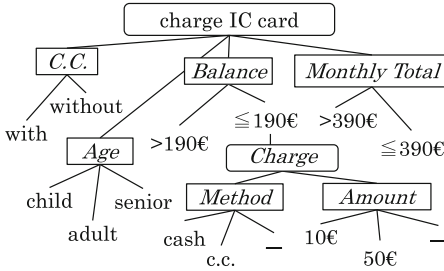 charge IC card
C.C. Balance Monthly Total
with without >190€ ≦190€ >390€ ≦390€
Age Charge
child adult senior Method Amount
cash c.c. – 10€ 50€ –